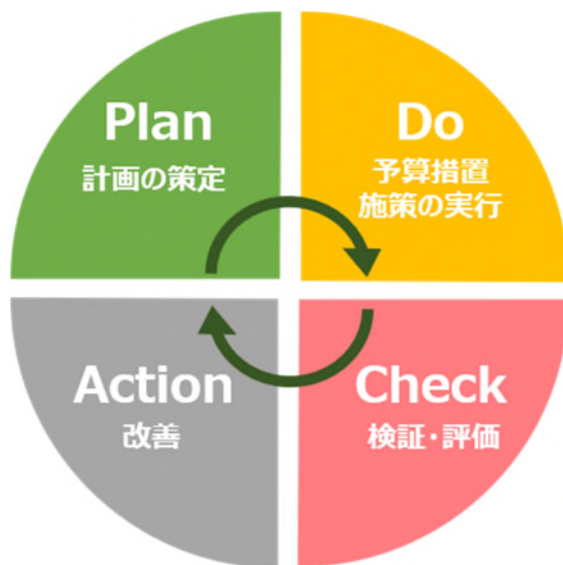 Plan
計画の策定
Do
予算措置
施策の実行
Check
検証・評価
Action
改善